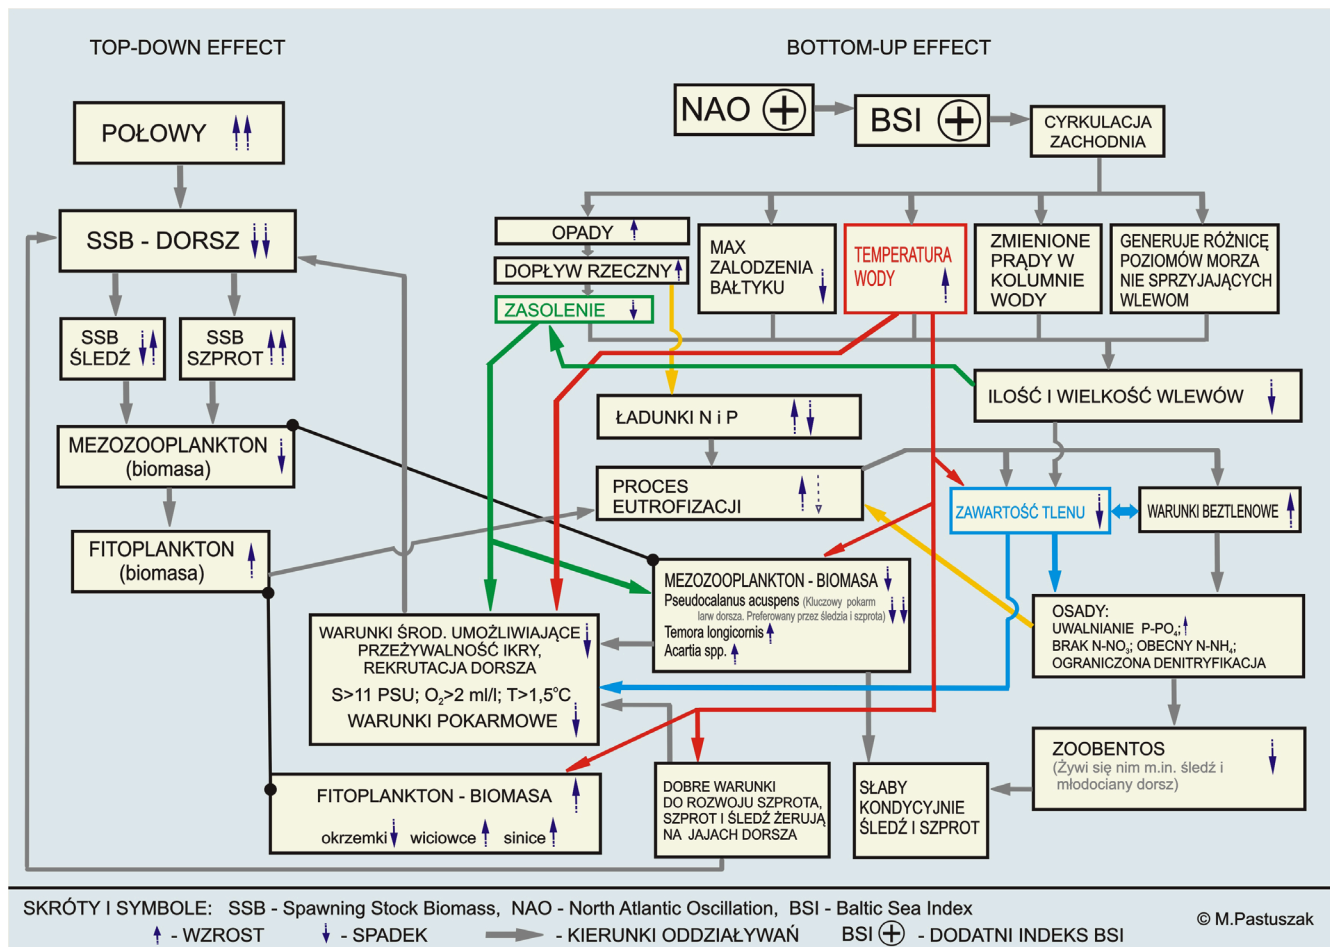 TOP-DOWN EFFECT
BOTTOM-UP EFFECT
POŁOWY
NAO
BSI
CYRKULACJA
ZACHODNIA
SSB - DORSZ
SSB
ŚLEDŹ
SSB
SZPROT
MEZOZOOPLANKTON
(biomasa)
FITOPLANKTON
(biomasa)
OPADY
DOPŁYW RZECZNY
ZASOLENIE
MAX
ZALODZENIA
BAŁTYKU
TEMPERATURA
WODY
ZMIENIONE
PRĄDY W
KOLUMNIE
WODY
GENERUJE RÓŻNICĘ
POZIOMÓW MORZA
NIE SPRZYJAJĄCYCH
WLEWOM
ILOŚĆ I WIELKOŚĆ WLEWÓW
ŁADUNKI N i P
PROCES
EUTROFIZACJI
ZAWARTOŚĆ TLENU
WARUNKI BEZTLENOWE
MEZOZOOPLANKTON - BIOMASA
Pseudocalanus acuspens (Kluczowy pokarm
larw dorsza. Preferowany przez śledzia i szprota)
Temora longicornis
Acartia spp.
OSADY:
UWALNIANIE P-PO₄;
BRAK N-NO₃; OBECNY N-NH₄;
OGRANICZONA DENITRYFIKACJA
WARUNKI ŚROD. UMOŻLIWIAJĄCE
PRZEŻYWALNOŚĆ IKRY,
REKRUTACJA DORSZA
S>11 PSU; O₂>2 ml/l; T>1,5°C
WARUNKI POKARMOWE
ZOOBENTOS
(Żywi się nim m.in. śledź i
młodociany dorsz)
FITOPLANKTON - BIOMASA
okrzemki wiciowce sinice
DOBRE WARUNKI
DO ROZWOJU SZPROTA,
SZPROT I ŚLEDŹ ŻERUJĄ
NA JAJACH DORSZA
SŁABY
KONDYCYJNIE
ŚLEDŹ I SZPROT
SKRÓTY I SYMBOLE: SSB - Spawning Stock Biomass, NAO - North Atlantic Oscillation, BSI - Baltic Sea Index
- WZROST - SPADEK - KIERUNKI ODDZIAŁYWAŃ BSI - DODATNI INDEKS BSI
© M.Pastuszak